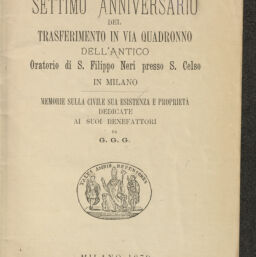 SETTIMO ANNIVERSARIO
DEL
TRASFERIMENTO IN VIA QUADRONNO
DELL'ANTICO
Oratorio di S. Filippo Neri presso S. Celso
IN MILANO
MEMORIE SULLA CIVILE SUA ESISTENZA E PROPRIETÀ
DEDICATE
AI SUOI BENEFATTORI
DA
G. G. G.
MILANO